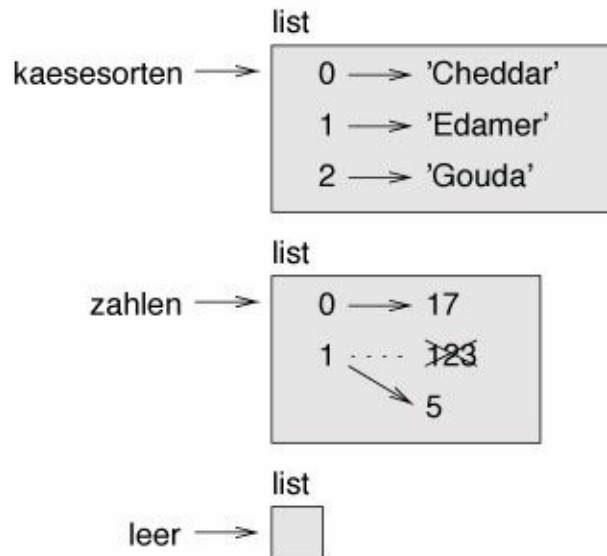 list
kaesesorten 0 ’Cheddar’
1 ’Edamer’
2 ’Gouda’
list
zahlen 0 17
1 123
5
list
leer